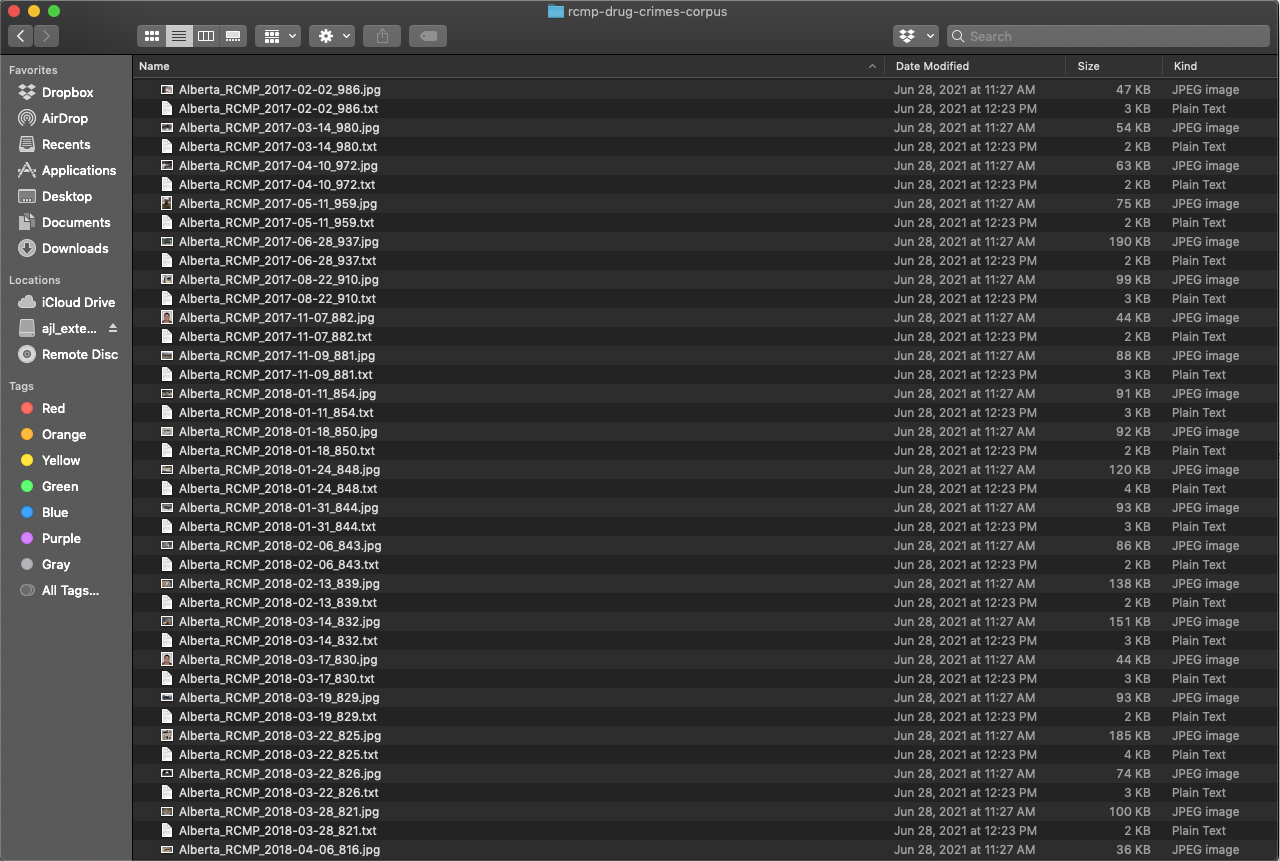 rcmp-drug-crimes-corpus
Search
Favorites
Dropbox
AirDrop
Recents
Applications
Desktop
Documents
Downloads
Locations
iCloud Drive
ajl_exte...
Remote Disc
Tags
Red
Orange
Yellow
Green
Blue
Purple
Gray
All Tags...
Name Date Modified Size Kind
Alberta_RCMP_2017-02-02_986.jpg Jun 28, 2021 at 11:27 AM 47 KB JPEG image
Alberta_RCMP_2017-02-02_986.txt Jun 28, 2021 at 12:23 PM 3 KB Plain Text
Alberta_RCMP_2017-03-14_980.jpg Jun 28, 2021 at 11:27 AM 54 KB JPEG image
Alberta_RCMP_2017-03-14_980.txt Jun 28, 2021 at 12:23 PM 2 KB Plain Text
Alberta_RCMP_2017-04-10_972.jpg Jun 28, 2021 at 11:27 AM 63 KB JPEG image
Alberta_RCMP_2017-04-10_972.txt Jun 28, 2021 at 12:23 PM 2 KB Plain Text
Alberta_RCMP_2017-05-11_959.jpg Jun 28, 2021 at 11:27 AM 75 KB JPEG image
Alberta_RCMP_2017-05-11_959.txt Jun 28, 2021 at 12:23 PM 2 KB Plain Text
Alberta_RCMP_2017-06-28_937.jpg Jun 28, 2021 at 11:27 AM 190 KB JPEG image
Alberta_RCMP_2017-06-28_937.txt Jun 28, 2021 at 12:23 PM 2 KB Plain Text
Alberta_RCMP_2017-08-22_910.jpg Jun 28, 2021 at 11:27 AM 99 KB JPEG image
Alberta_RCMP_2017-08-22_910.txt Jun 28, 2021 at 12:23 PM 3 KB Plain Text
Alberta_RCMP_2017-11-07_882.jpg Jun 28, 2021 at 11:27 AM 44 KB JPEG image
Alberta_RCMP_2017-11-07_882.txt Jun 28, 2021 at 12:23 PM 2 KB Plain Text
Alberta_RCMP_2017-11-09_881.jpg Jun 28, 2021 at 11:27 AM 88 KB JPEG image
Alberta_RCMP_2017-11-09_881.txt Jun 28, 2021 at 12:23 PM 3 KB Plain Text
Alberta_RCMP_2018-01-11_854.jpg Jun 28, 2021 at 11:27 AM 91 KB JPEG image
Alberta_RCMP_2018-01-11_854.txt Jun 28, 2021 at 12:23 PM 3 KB Plain Text
Alberta_RCMP_2018-01-18_850.jpg Jun 28, 2021 at 11:27 AM 92 KB JPEG image
Alberta_RCMP_2018-01-18_850.txt Jun 28, 2021 at 12:23 PM 2 KB Plain Text
Alberta_RCMP_2018-01-24_848.jpg Jun 28, 2021 at 11:27 AM 120 KB JPEG image
Alberta_RCMP_2018-01-24_848.txt Jun 28, 2021 at 12:23 PM 4 KB Plain Text
Alberta_RCMP_2018-01-31_844.jpg Jun 28, 2021 at 11:27 AM 93 KB JPEG image
Alberta_RCMP_2018-01-31_844.txt Jun 28, 2021 at 12:23 PM 3 KB Plain Text
Alberta_RCMP_2018-02-06_843.jpg Jun 28, 2021 at 11:27 AM 86 KB JPEG image
Alberta_RCMP_2018-02-06_843.txt Jun 28, 2021 at 12:23 PM 2 KB Plain Text
Alberta_RCMP_2018-02-13_839.jpg Jun 28, 2021 at 11:27 AM 138 KB JPEG image
Alberta_RCMP_2018-02-13_839.txt Jun 28, 2021 at 12:23 PM 2 KB Plain Text
Alberta_RCMP_2018-03-14_832.jpg Jun 28, 2021 at 11:27 AM 151 KB JPEG image
Alberta_RCMP_2018-03-14_832.txt Jun 28, 2021 at 12:23 PM 3 KB Plain Text
Alberta_RCMP_2018-03-17_830.jpg Jun 28, 2021 at 11:27 AM 44 KB JPEG image
Alberta_RCMP_2018-03-17_830.txt Jun 28, 2021 at 12:23 PM 3 KB Plain Text
Alberta_RCMP_2018-03-19_829.jpg Jun 28, 2021 at 11:27 AM 93 KB JPEG image
Alberta_RCMP_2018-03-19_829.txt Jun 28, 2021 at 12:23 PM 2 KB Plain Text
Alberta_RCMP_2018-03-22_825.jpg Jun 28, 2021 at 11:27 AM 185 KB JPEG image
Alberta_RCMP_2018-03-22_825.txt Jun 28, 2021 at 12:23 PM 4 KB Plain Text
Alberta_RCMP_2018-03-22_826.jpg Jun 28, 2021 at 11:27 AM 74 KB JPEG image
Alberta_RCMP_2018-03-22_826.txt Jun 28, 2021 at 12:23 PM 3 KB Plain Text
Alberta_RCMP_2018-03-28_821.jpg Jun 28, 2021 at 11:27 AM 100 KB JPEG image
Alberta_RCMP_2018-03-28_821.txt Jun 28, 2021 at 12:23 PM 2 KB Plain Text
Alberta_RCMP_2018-04-06_816.jpg Jun 28, 2021 at 11:27 AM 36 KB JPEG image